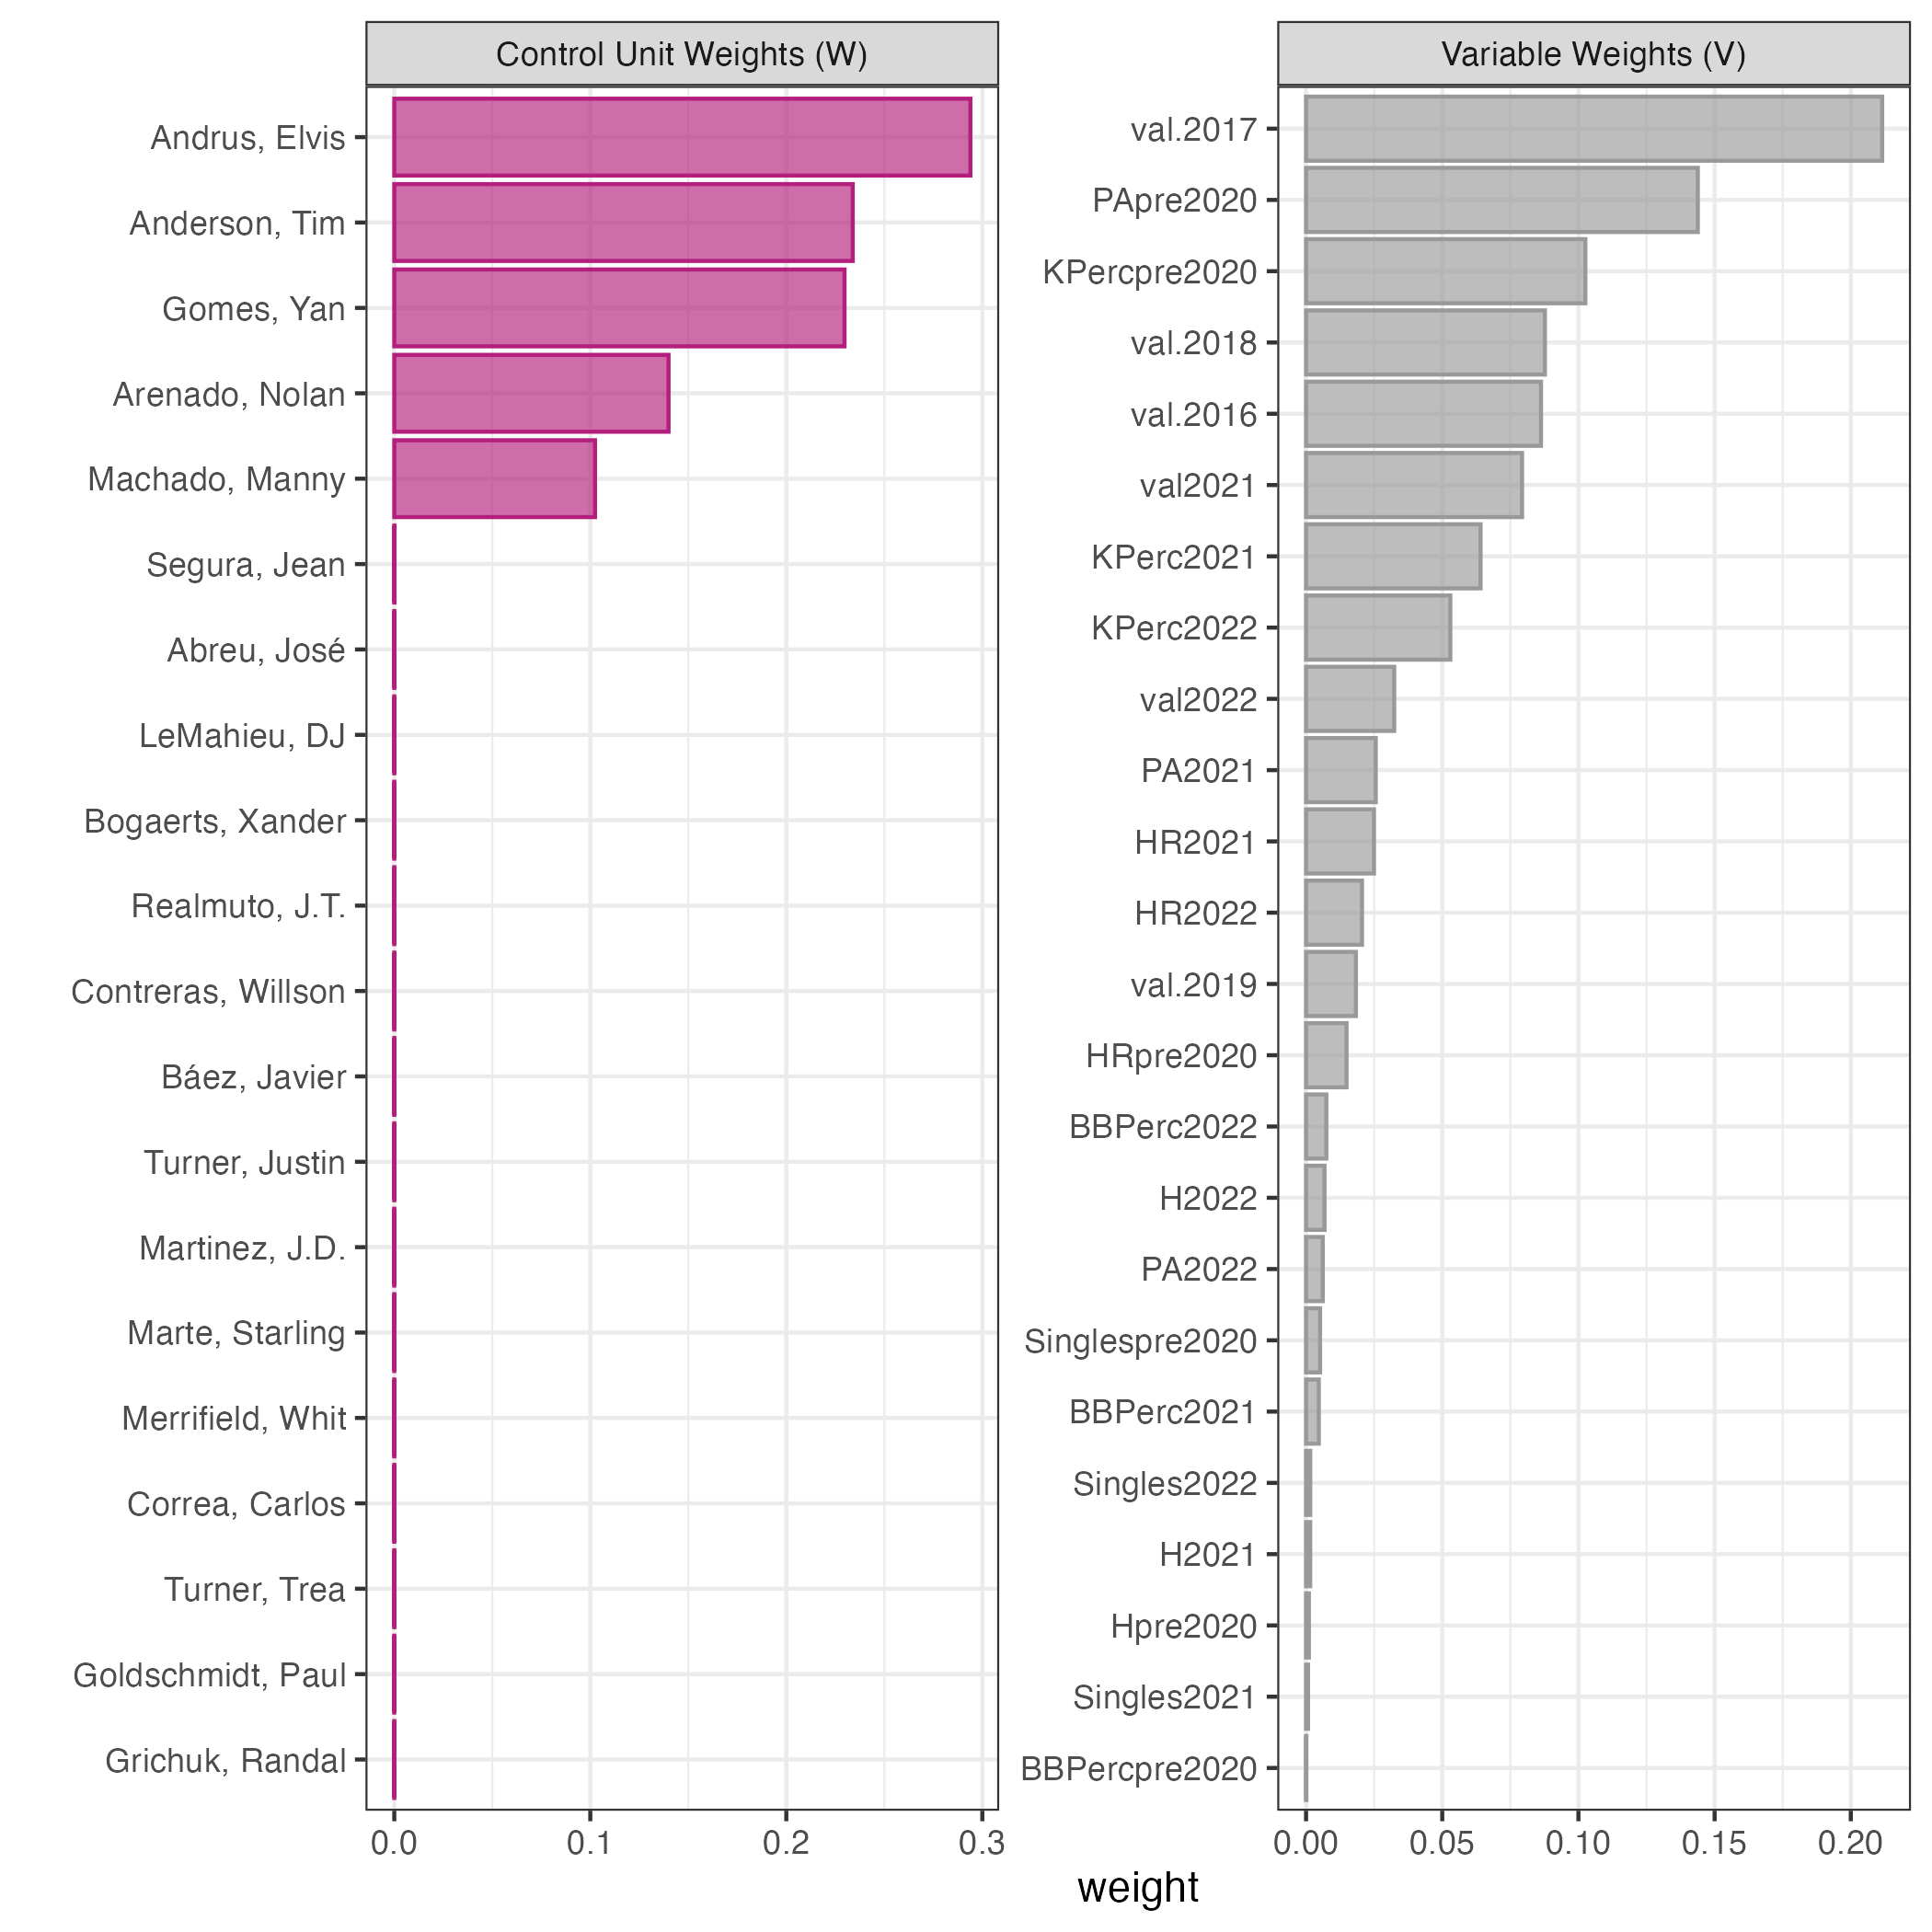 Control Unit Weights (W)
Andrus, Elvis
Anderson, Tim
Gomes, Yan
Arenado, Nolan
Machado, Manny
Segura, Jean
Abreu, José
LeMahieu, DJ
Bogaerts, Xander
Realmuto, J.T.
Contreras, Willson
Báez, Javier
Turner, Justin
Martinez, J.D.
Marte, Starling
Merrifield, Whit
Correa, Carlos
Turner, Trea
Goldschmidt, Paul
Grichuk, Randal
0.0 0.1 0.2 0.3
Variable Weights (V)
val.2017
PApre2020
KPercpre2020
val.2018
val.2016
val2021
KPerc2021
KPerc2022
val2022
PA2021
HR2021
HR2022
val.2019
HRpre2020
BBPerc2022
H2022
PA2022
Singlespre2020
BBPerc2021
Singles2022
H2021
Hpre2020
Singles2021
BBPercpre2020
0.00 0.05 0.10 0.15 0.20
weight